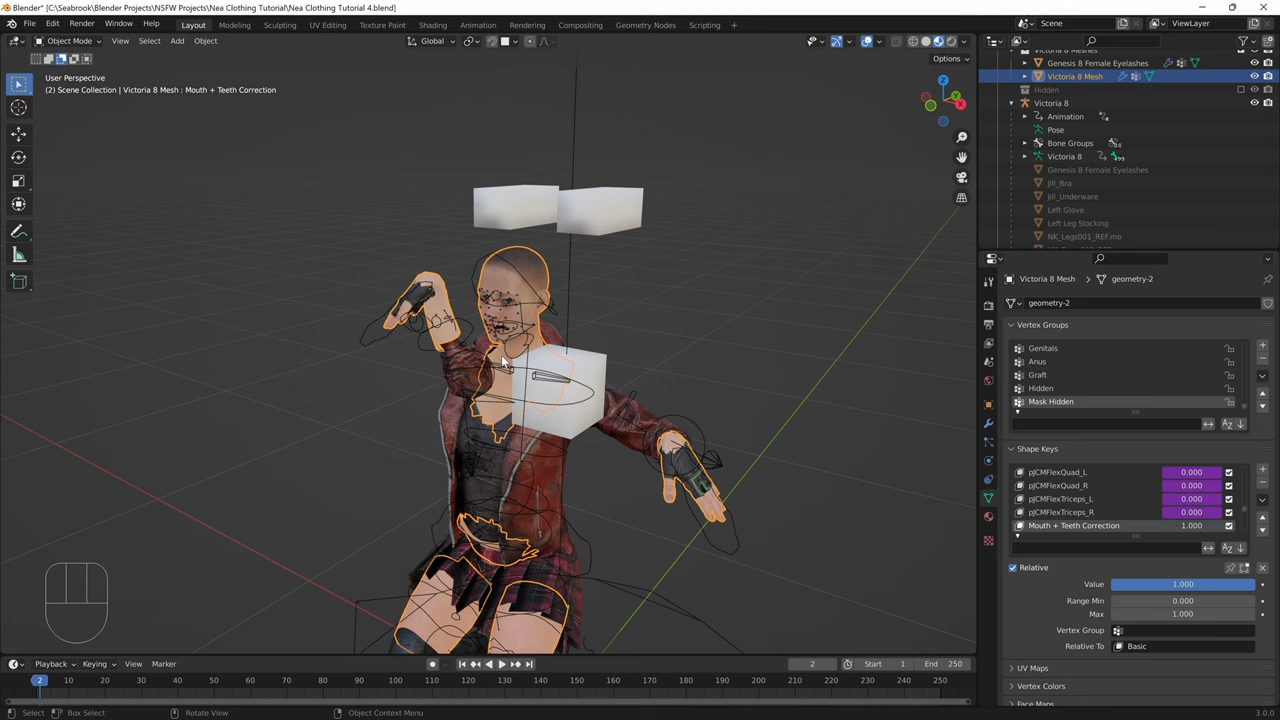 Blender* [C:\Seabrook\Blender Projects\NSFW Projects\Nea Clothing Tutorial\Nea Clothing Tutorial 4.blend]
File Edit Render Window Help Layout Modeling Sculpting UV Editing Texture Paint Shading Animation Rendering Compositing Geometry Nodes Scripting Scene ViewLayer
Object Mode View Select Add Object Global
Options
User Perspective
(2) Scene Collection | Victoria 8 Mesh : Mouth + Teeth Correction
Z
Y
X
Victoria 8 Meshes
Genesis 8 Female Eyelashes
Victoria 8 Mesh
Hidden
Victoria 8
Animation
Pose
Bone Groups
Victoria 8
Genesis 8 Female Eyelashes
Jill_Bra
Jill_Underware
Left Glove
Left Leg Stocking
NK_Legs001_REF.mo
Victoria 8 Mesh > geometry-2
geometry-2
Vertex Groups
Genitals
Anus
Graft
Hidden
Mask Hidden
Shape Keys
pJCMFlexQuad_L 0.000
pJCMFlexQuad_R 0.000
pJCMFlexTriceps_L 0.000
pJCMFlexTriceps_R 0.000
Mouth + Teeth Correction 1.000
Relative
Value 1.000
Range Min 0.000
Max 1.000
Vertex Group
Relative To Basic
UV Maps
Vertex Colors
Face Maps
Playback Keying View Marker 2 Start 1 End 250
2 10 20 30 40 50 60 70 80 90 100 110 120 130 140 150 160 170 180 190 200 210 220 230 240 250
Select Box Select Rotate View Object Context Menu 3.0.0